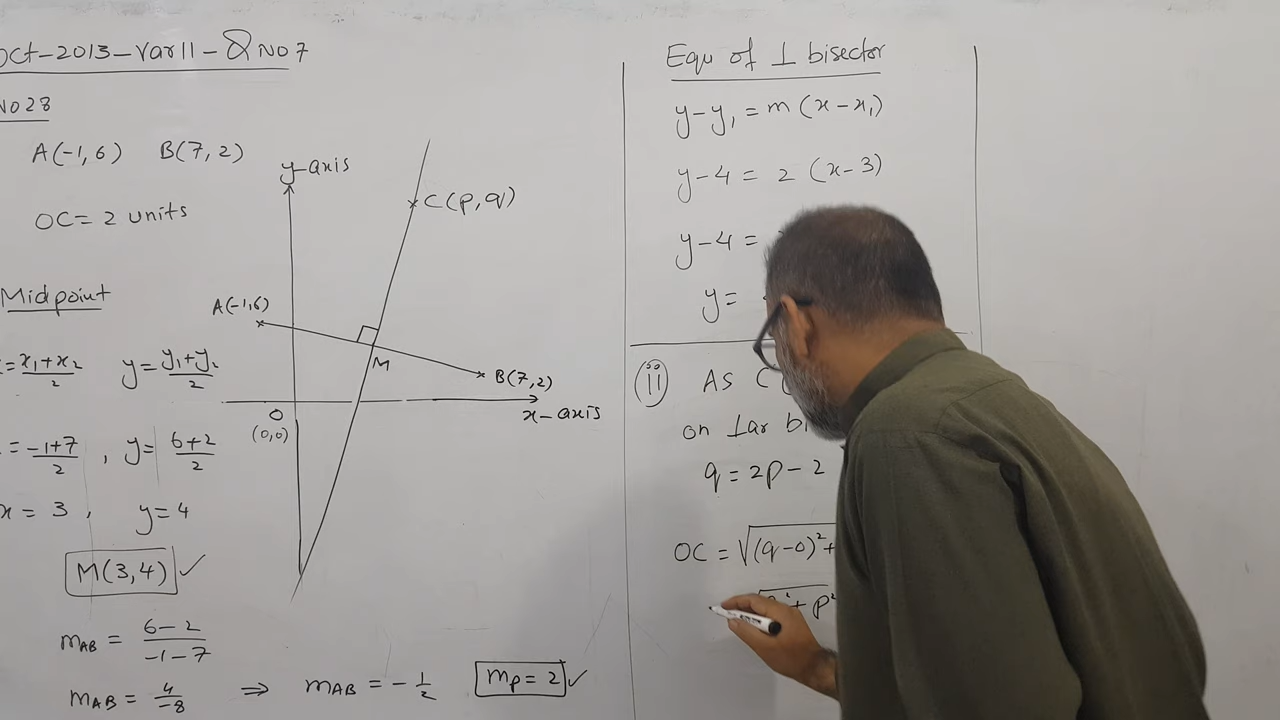 Oct-2013-Var11-QNO7
NO28
A(-1,6) B(7,2)
OC= 2 units
Midpoint
=x₁+x₂/2 y=y₁+y₂/2
=-1+7/2 , y= 6+2/2
x = 3 , y=4
M(3,4) ✓
mAB = 6-2/-1-7
mAB = 4/-8 ⇒ mAB = -1/2 mp=2 ✓
y-axis
C(p,q)
A(-1,6)
M
B(7,2)
O
(0,0)
x-axis
Equ of ⊥ bisector
y-y₁ = m(x-x₁)
y-4 = 2 (x-3)
y-4 =
y=
(ii) AS C
on ⊥ar bi
q = 2p-2
OC = √(q-0)²+
+p²